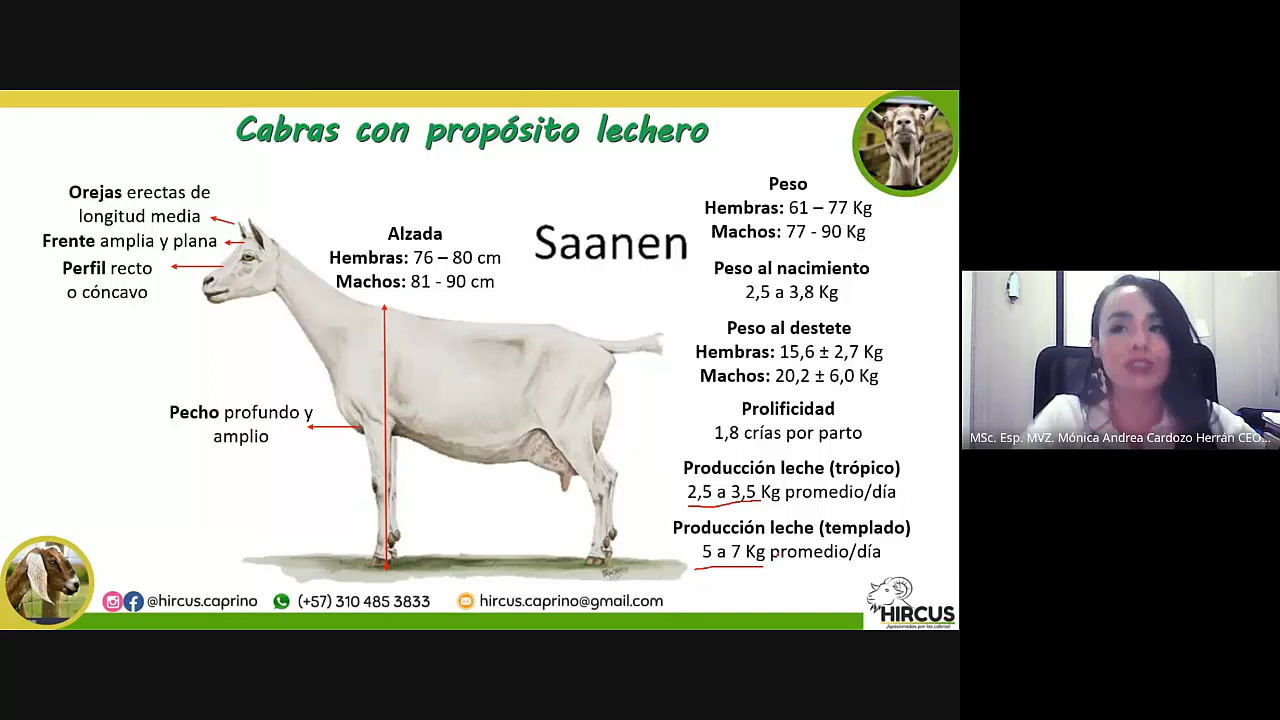 Cabras con propósito lechero
Orejas erectas de
longitud media
Frente amplia y plana
Perfil recto
o cóncavo
Alzada
Hembras: 76 – 80 cm
Machos: 81 - 90 cm
Saanen
Pecho profundo y
amplio
Peso
Hembras: 61 – 77 Kg
Machos: 77 - 90 Kg
Peso al nacimiento
2,5 a 3,8 Kg
Peso al destete
Hembras: 15,6 ± 2,7 Kg
Machos: 20,2 ± 6,0 Kg
Prolificidad
1,8 crías por parto
Producción leche (trópico)
2,5 a 3,5 Kg promedio/día
Producción leche (templado)
5 a 7 Kg promedio/día
@hircus.caprino
(+57) 310 485 3833
hircus.caprino@gmail.com
HIRCUS
¡Apasionados por las cabras!
MSc. Esp. MVZ. Mónica Andrea Cardozo Herrán CEO...